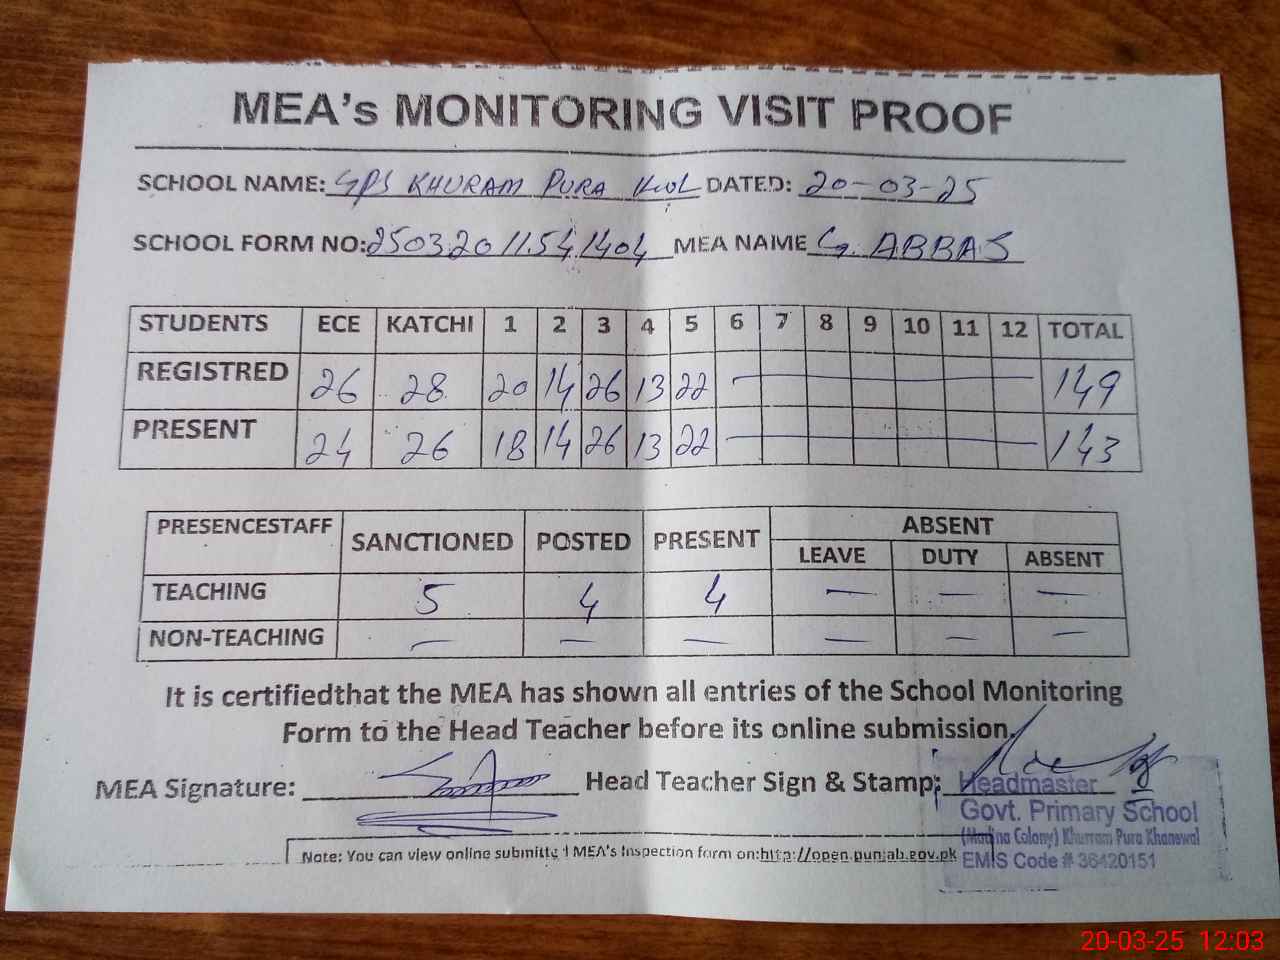 MEA's MONITORING VISIT PROOF
SCHOOL NAME: GPS KHURAM PURA KWL DATED: 20-03-25
SCHOOL FORM NO: 25032011541404 MEA NAME G. ABBAS
STUDENTS ECE KATCHI 1 2 3 4 5 6 7 8 9 10 11 12 TOTAL
REGISTRED 26 28 20 14 26 13 22 149
PRESENT 24 26 18 14 26 13 22 143
PRESENCESTAFF SANCTIONED POSTED PRESENT ABSENT
LEAVE DUTY ABSENT
TEACHING 5 4 4 — — —
NON-TEACHING — — — — — —
It is certifiedthat the MEA has shown all entries of the School Monitoring
Form to the Head Teacher before its online submission.
MEA Signature: Head Teacher Sign & Stamp:
Headmaster
Govt. Primary School
(Madina Colony) Khurram Pura Khanewal
EMIS Code # 36420151
Note: You can view online submitted MEA's Inspection form on:http://open.punjab.gov.pk
20-03-25 12:03